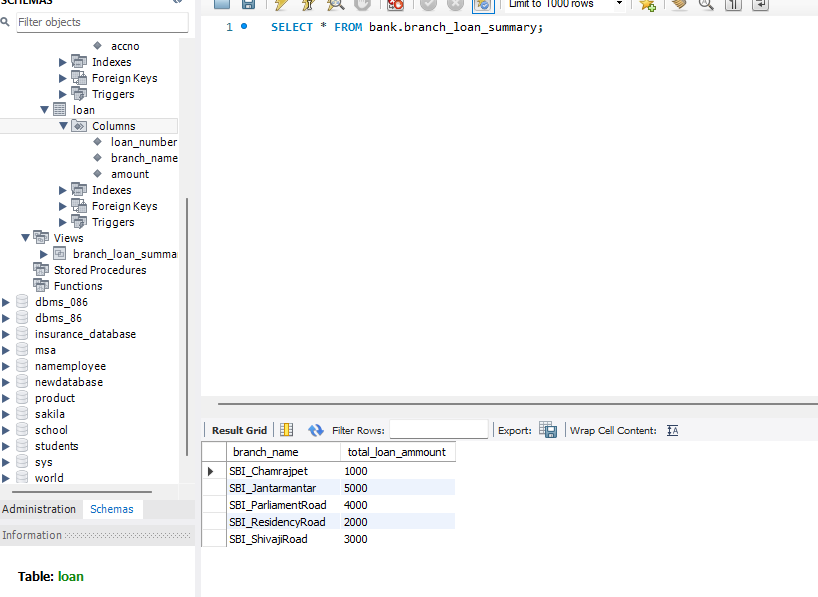 SCHEMAS
Filter objects
accno
Indexes
Foreign Keys
Triggers
loan
Columns
loan_number
branch_name
amount
Indexes
Foreign Keys
Triggers
Views
branch_loan_summa
Stored Procedures
Functions
dbms_086
dbms_86
insurance_database
msa
namemployee
newdatabase
product
sakila
school
students
sys
world
Administration Schemas
Information
Table: loan
Limit to 1000 rows
1 SELECT * FROM bank.branch_loan_summary;
Result Grid Filter Rows: Export: Wrap Cell Content: IA
branch_name total_loan_ammount
SBI_Chamrajpet 1000
SBI_Jantarmantar 5000
SBI_ParliamentRoad 4000
SBI_ResidencyRoad 2000
SBI_ShivajiRoad 3000